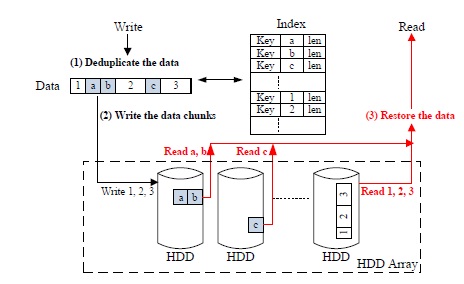 Write
Index
Read
(1) Deduplicate the data
Key a len
Key b len
Key c len
Data 1 a b 2 c 3
Key 1 len
Key 2 len
(2) Write the data chunks
(3) Restore the data
Read a, b
Read c
Write 1, 2, 3
a b
c
1 2 3
Read 1, 2, 3
HDD
HDD
HDD
HDD Array